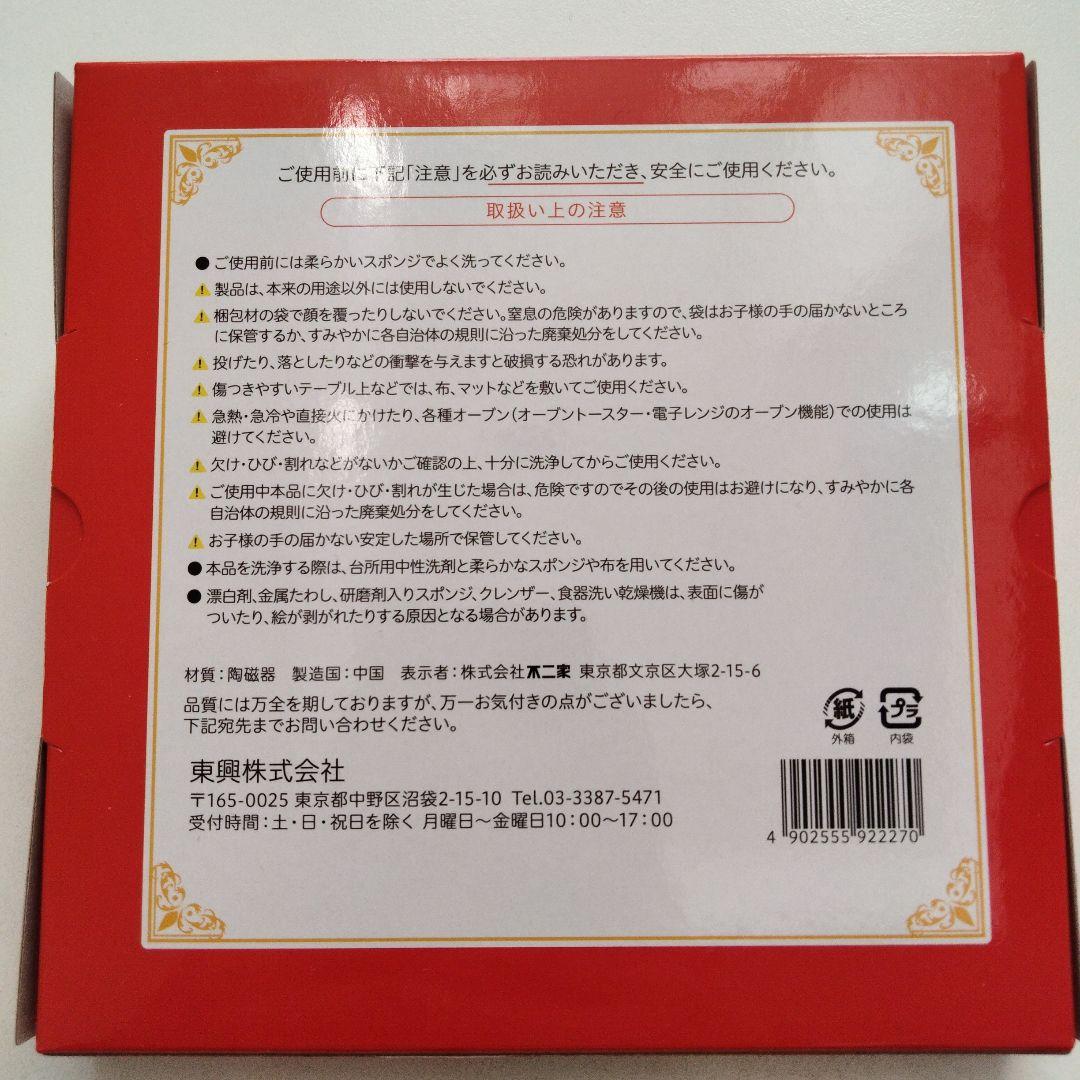 ご使用前に下記「注意」を必ずお読みいただき、安全にご使用ください。
取扱い上の注意
●ご使用前には柔らかいスポンジでよく洗ってください。
⚠製品は、本来の用途以外には使用しないでください。
⚠梱包材の袋で顔を覆ったりしないでください。窒息の危険がありますので、袋はお子様の手の届かないところ
に保管するか、すみやかに各自治体の規則に沿った廃棄処分をしてください。
⚠投げたり、落としたりなどの衝撃を与えますと破損する恐れがあります。
⚠傷つきやすいテーブル上などでは、布、マットなどを敷いてご使用ください。
⚠急熱・急冷や直接火にかけたり、各種オーブン(オーブントースター・電子レンジのオーブン機能)での使用は
避けてください。
⚠欠け・ひび・割れなどがないかご確認の上、十分に洗浄してからご使用ください。
⚠ご使用中本品に欠け・ひび・割れが生じた場合は、危険ですのでその後の使用はお避けになり、すみやかに各
自治体の規則に沿った廃棄処分をしてください。
⚠お子様の手の届かない安定した場所で保管してください。
●本品を洗浄する際は、台所用中性洗剤と柔らかなスポンジや布を用いてください。
●漂白剤、金属たわし、研磨剤入りスポンジ、クレンザー、食器洗い乾燥機は、表面に傷が
ついたり、絵が剥がれたりする原因となる場合があります。
材質:陶磁器 製造国:中国 表示者:株式会社不二家 東京都文京区大塚2-15-6
品質には万全を期しておりますが、万一お気付きの点がございましたら、
下記宛先までお問い合わせください。
紙 プラ
外箱 内袋
東興株式会社
〒165-0025 東京都中野区沼袋2-15-10 Tel.03-3387-5471
受付時間:土・日・祝日を除く 月曜日〜金曜日10:00〜17:00
4 902555 922270